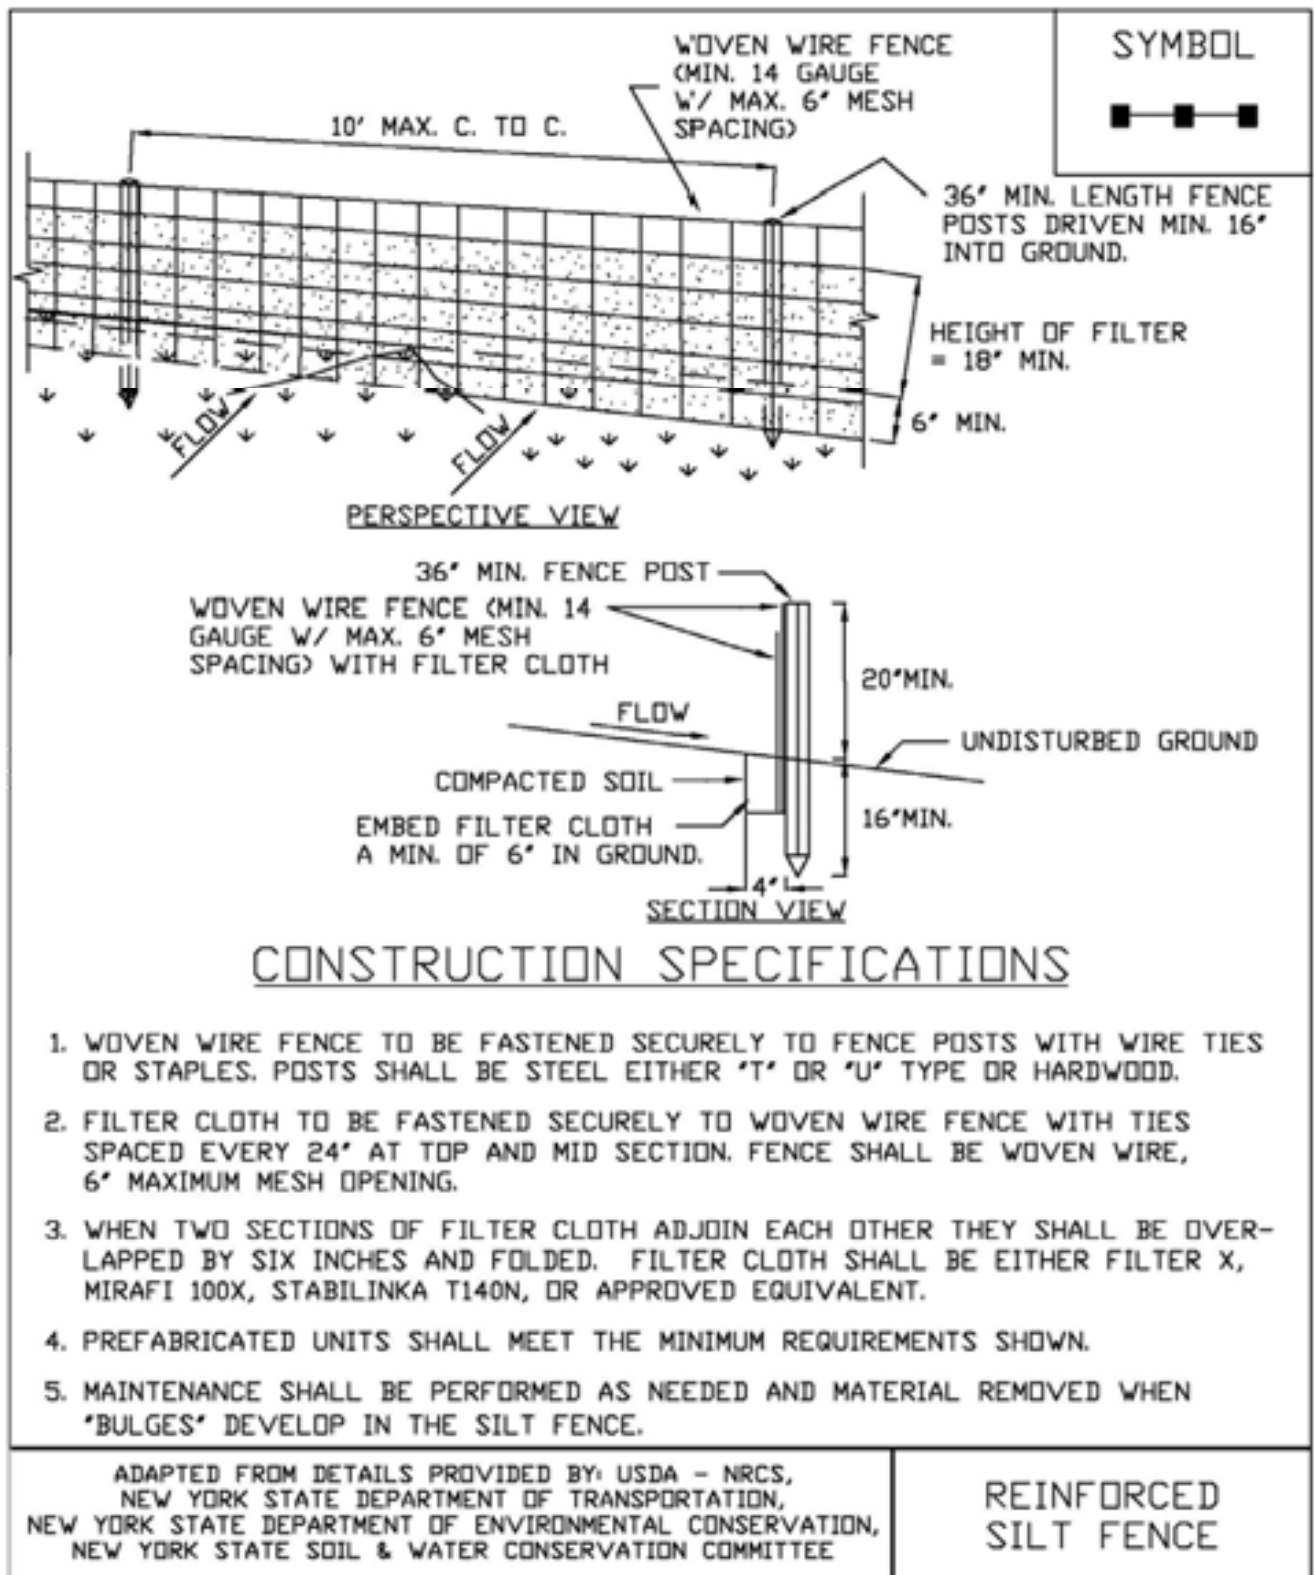 WOVEN WIRE FENCE
(MIN. 14 GAUGE
W/ MAX. 6" MESH
SPACING)
SYMBOL
10' MAX. C. TO C.
36" MIN. LENGTH FENCE
POSTS DRIVEN MIN. 16"
INTO GROUND.
HEIGHT OF FILTER
= 18" MIN.
6" MIN.
FLOW
FLOW
PERSPECTIVE VIEW
36" MIN. FENCE POST
WOVEN WIRE FENCE (MIN. 14
GAUGE W/ MAX. 6" MESH
SPACING) WITH FILTER CLOTH
20"MIN.
FLOW
UNDISTURBED GROUND
COMPACTED SOIL
EMBED FILTER CLOTH
A MIN. OF 6" IN GROUND.
16"MIN.
4"
SECTION VIEW
CONSTRUCTION SPECIFICATIONS
1. WOVEN WIRE FENCE TO BE FASTENED SECURELY TO FENCE POSTS WITH WIRE TIES
OR STAPLES. POSTS SHALL BE STEEL EITHER "T" OR "U" TYPE OR HARDWOOD.
2. FILTER CLOTH TO BE FASTENED SECURELY TO WOVEN WIRE FENCE WITH TIES
SPACED EVERY 24" AT TOP AND MID SECTION. FENCE SHALL BE WOVEN WIRE,
6" MAXIMUM MESH OPENING.
3. WHEN TWO SECTIONS OF FILTER CLOTH ADJOIN EACH OTHER THEY SHALL BE OVER-
LAPPED BY SIX INCHES AND FOLDED. FILTER CLOTH SHALL BE EITHER FILTER X,
MIRAFI 100X, STABILINKA T140N, OR APPROVED EQUIVALENT.
4. PREFABRICATED UNITS SHALL MEET THE MINIMUM REQUIREMENTS SHOWN.
5. MAINTENANCE SHALL BE PERFORMED AS NEEDED AND MATERIAL REMOVED WHEN
"BULGES" DEVELOP IN THE SILT FENCE.
ADAPTED FROM DETAILS PROVIDED BY: USDA - NRCS,
NEW YORK STATE DEPARTMENT OF TRANSPORTATION,
NEW YORK STATE DEPARTMENT OF ENVIRONMENTAL CONSERVATION,
NEW YORK STATE SOIL & WATER CONSERVATION COMMITTEE
REINFORCED
SILT FENCE